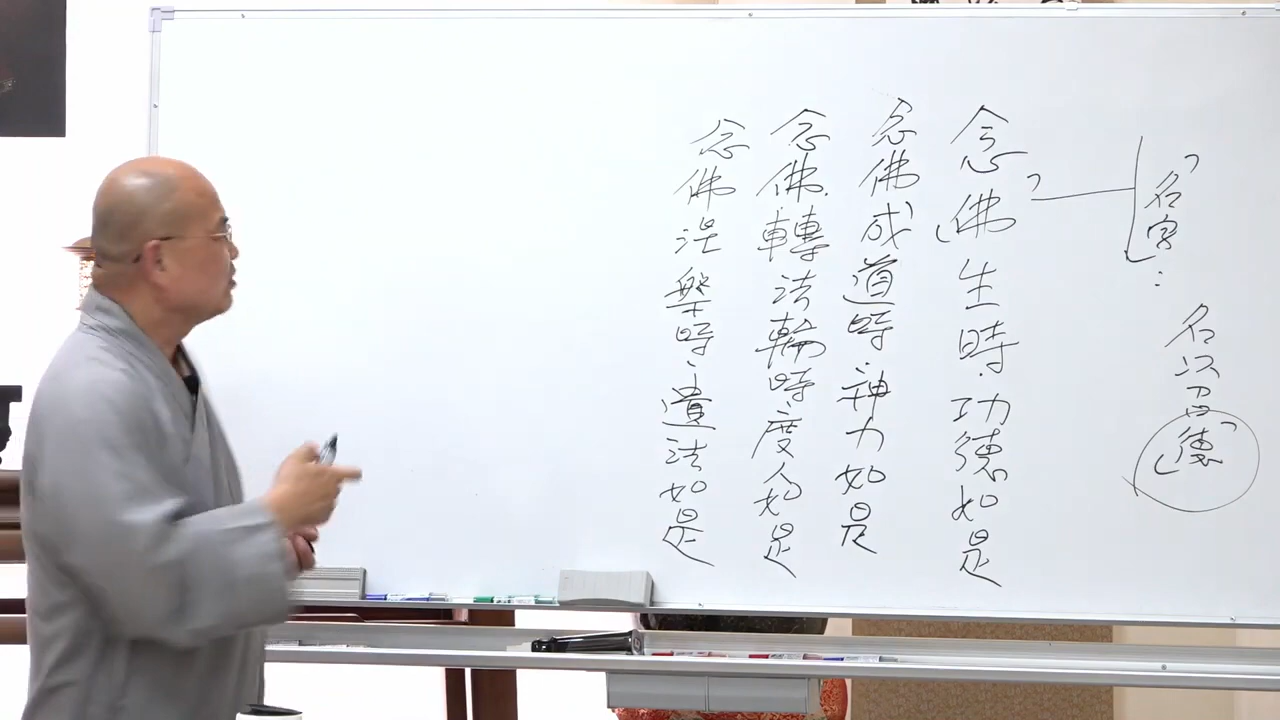 「名字」:
名以召「德」
念「佛」生時、功德如是
念佛成道時、神力如是
念佛、轉法輪時、度人如是
念佛涅槃時、遺法如是